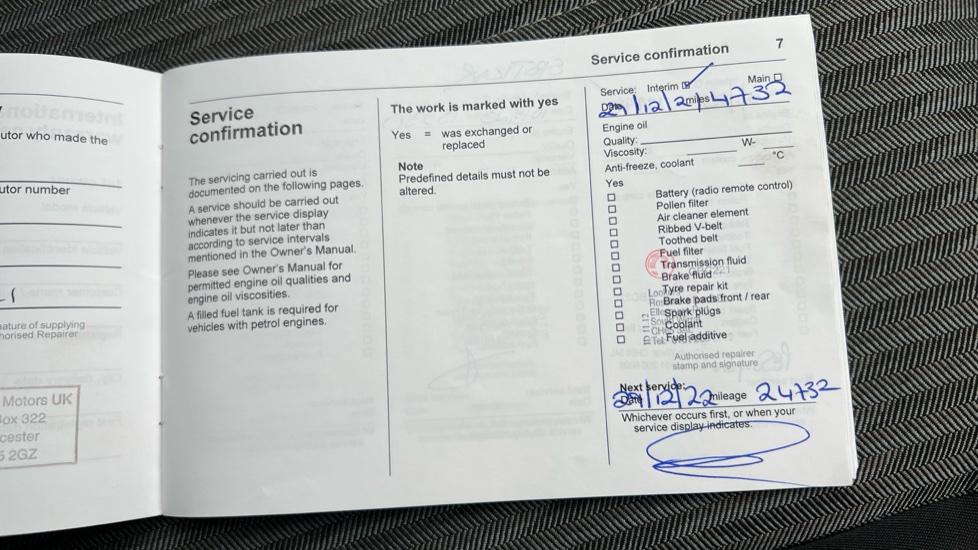 utor who made the
utor number
ature of supplying
horised Repairer
Motors UK
Box 322
cester
5 2GZ
Service confirmation 7
Service
confirmation
The servicing carried out is
documented on the following pages.
A service should be carried out
whenever the service display
indicates it but not later than
according to service intervals
mentioned in the Owner's Manual.
Please see Owner's Manual for
permitted engine oil qualities and
engine oil viscosities.
A filled fuel tank is required for
vehicles with petrol engines.
The work is marked with yes
Yes = was exchanged or
replaced
Note
Predefined details must not be
altered.
Service: Interim Main
Date 29/12/21 miles 4732
Engine oil
Quality: W-
Viscosity: °C
Anti-freeze, coolant
Yes
Battery (radio remote control)
Pollen filter
Air cleaner element
Ribbed V-belt
Toothed belt
Fuel filter
Transmission fluid
Brake fluid
Tyre repair kit
Brake pads front / rear
Spark plugs
Coolant
Fuel additive
Authorised repairer
stamp and signature
Next service:
Date 29/12/22 mileage 24732
Whichever occurs first, or when your
service display indicates.